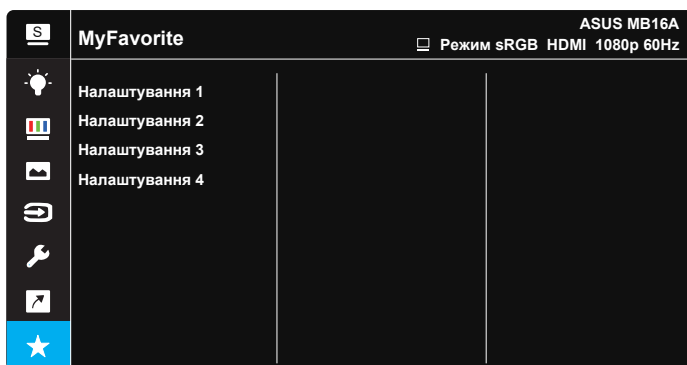 S
MyFavorite
ASUS MB16A
Режим sRGB HDMI 1080p 60Hz
Налаштування 1
Налаштування 2
Налаштування 3
Налаштування 4